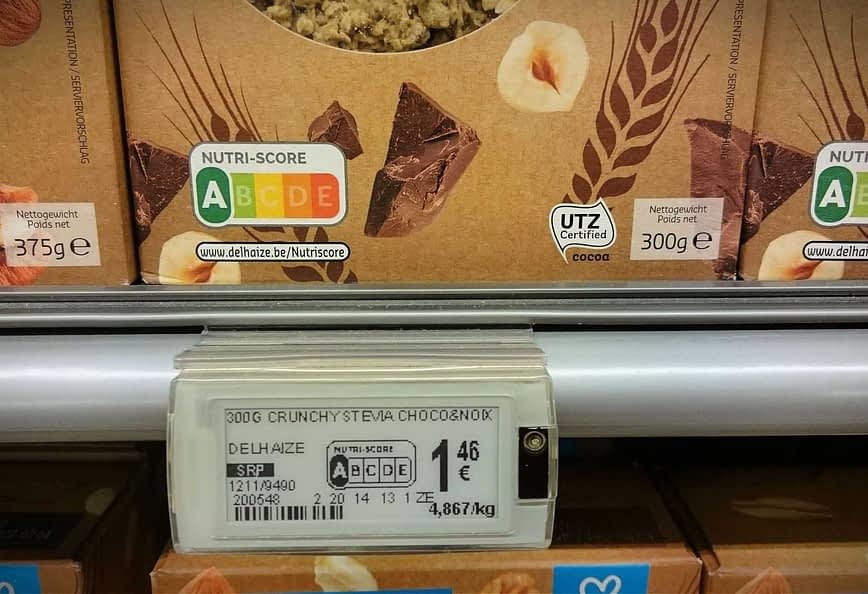 PRESENTATION / SERVIERVORSCHLAG
Nettogewicht
Poids net
375g e
NUTRI-SCORE
A B C D E
www.delhaize.be/Nutriscore
UTZ
Certified
cocoa
Nettogewicht
Poids net
300g e
PRESENTATION / SERVIERVORSCHLAG
NUTRI
A
www.delhai
300G CRUNCHY STEVIA CHOCO&NOIX
DELHAIZE
NUTRI-SCORE
A B C D E
1 46
€
SRP
1211/9490
200548 2 20 14 13 1 ZE
4,867/kg